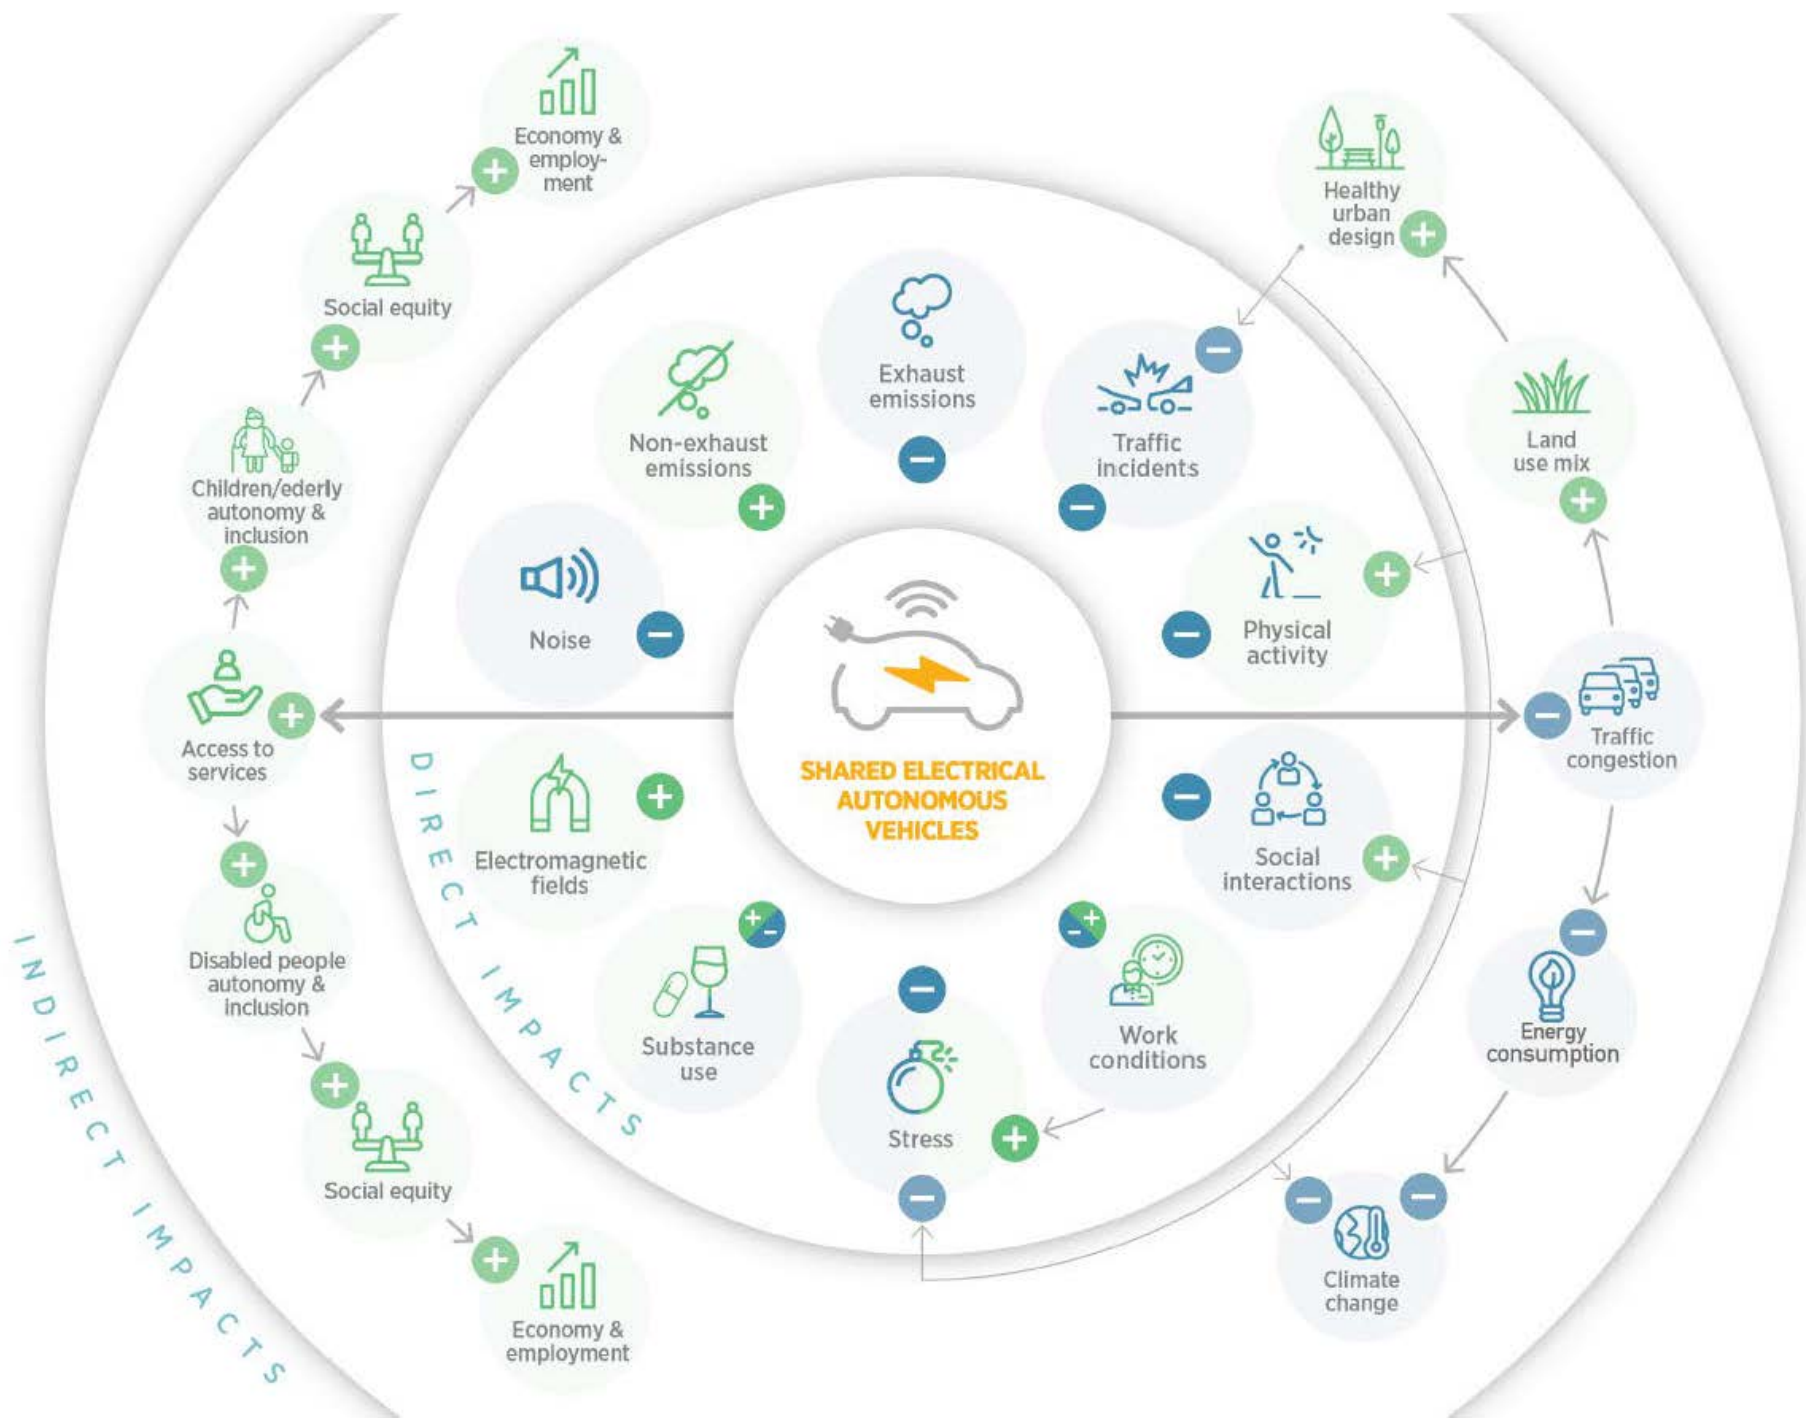 Economy &
employ-
ment
Social equity
Children/ederly
autonomy &
inclusion
Access to
services
Disabled people
autonomy &
inclusion
Social equity
Economy &
employment
INDIRECT IMPACTS
DIRECT IMPACTS
Exhaust
emissions
Non-exhaust
emissions
Noise
Electromagnetic
fields
Substance
use
Stress
Work
conditions
Social
interactions
Physical
activity
Traffic
incidents
SHARED ELECTRICAL
AUTONOMOUS
VEHICLES
Healthy
urban
design
Land
use mix
Traffic
congestion
Energy
consumption
Climate
change